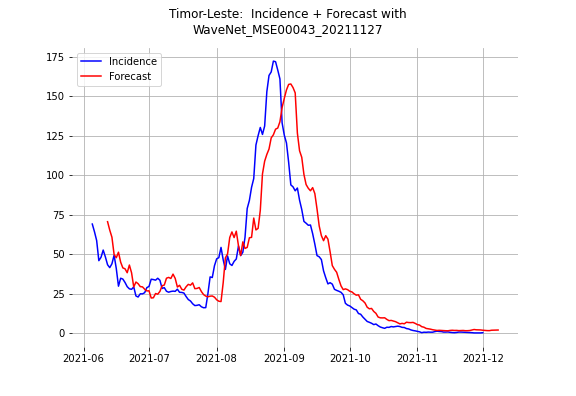 Timor-Leste:  Incidence + Forecast with
WaveNet_MSE00043_20211127
Incidence
Forecast
175
150
125
100
75
50
25
0
2021-06 2021-07 2021-08 2021-09 2021-10 2021-11 2021-12